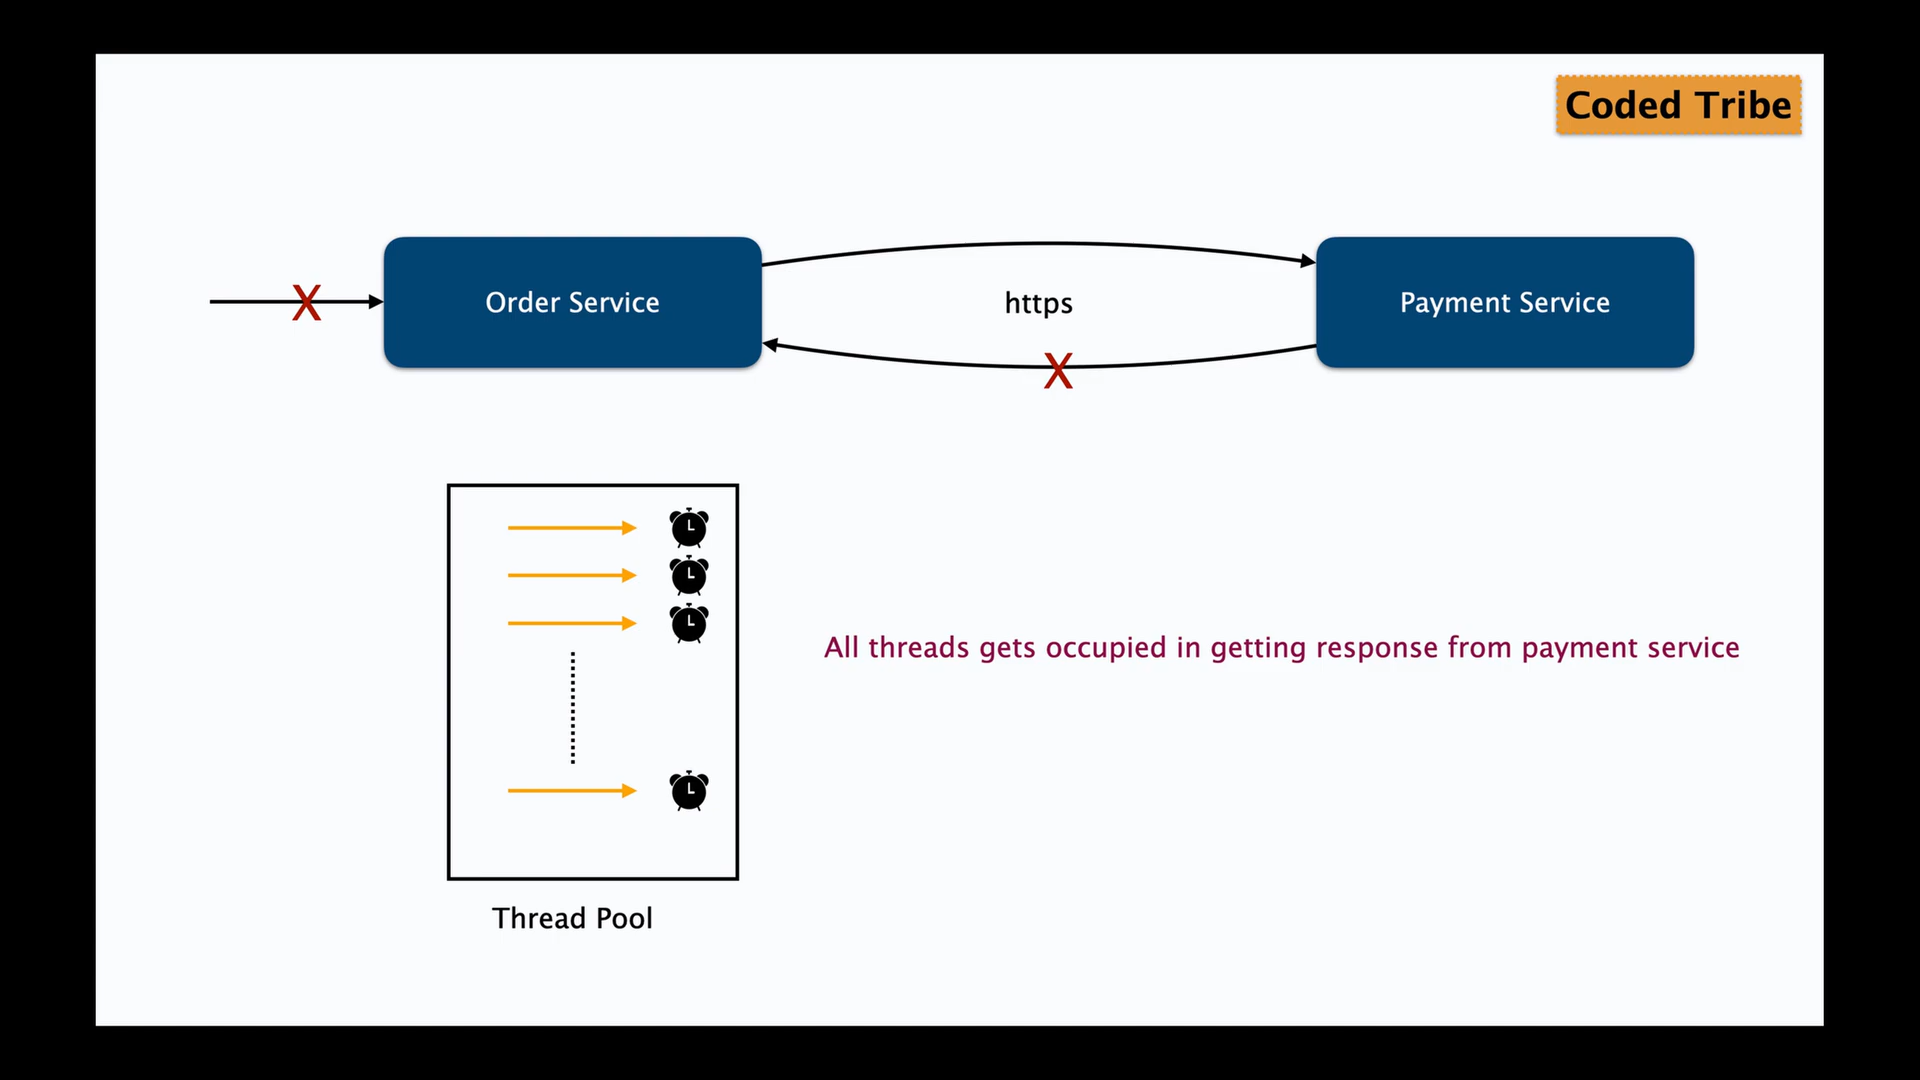 Coded Tribe
X
Order Service
https
Payment Service
X
All threads gets occupied in getting response from payment service
Thread Pool